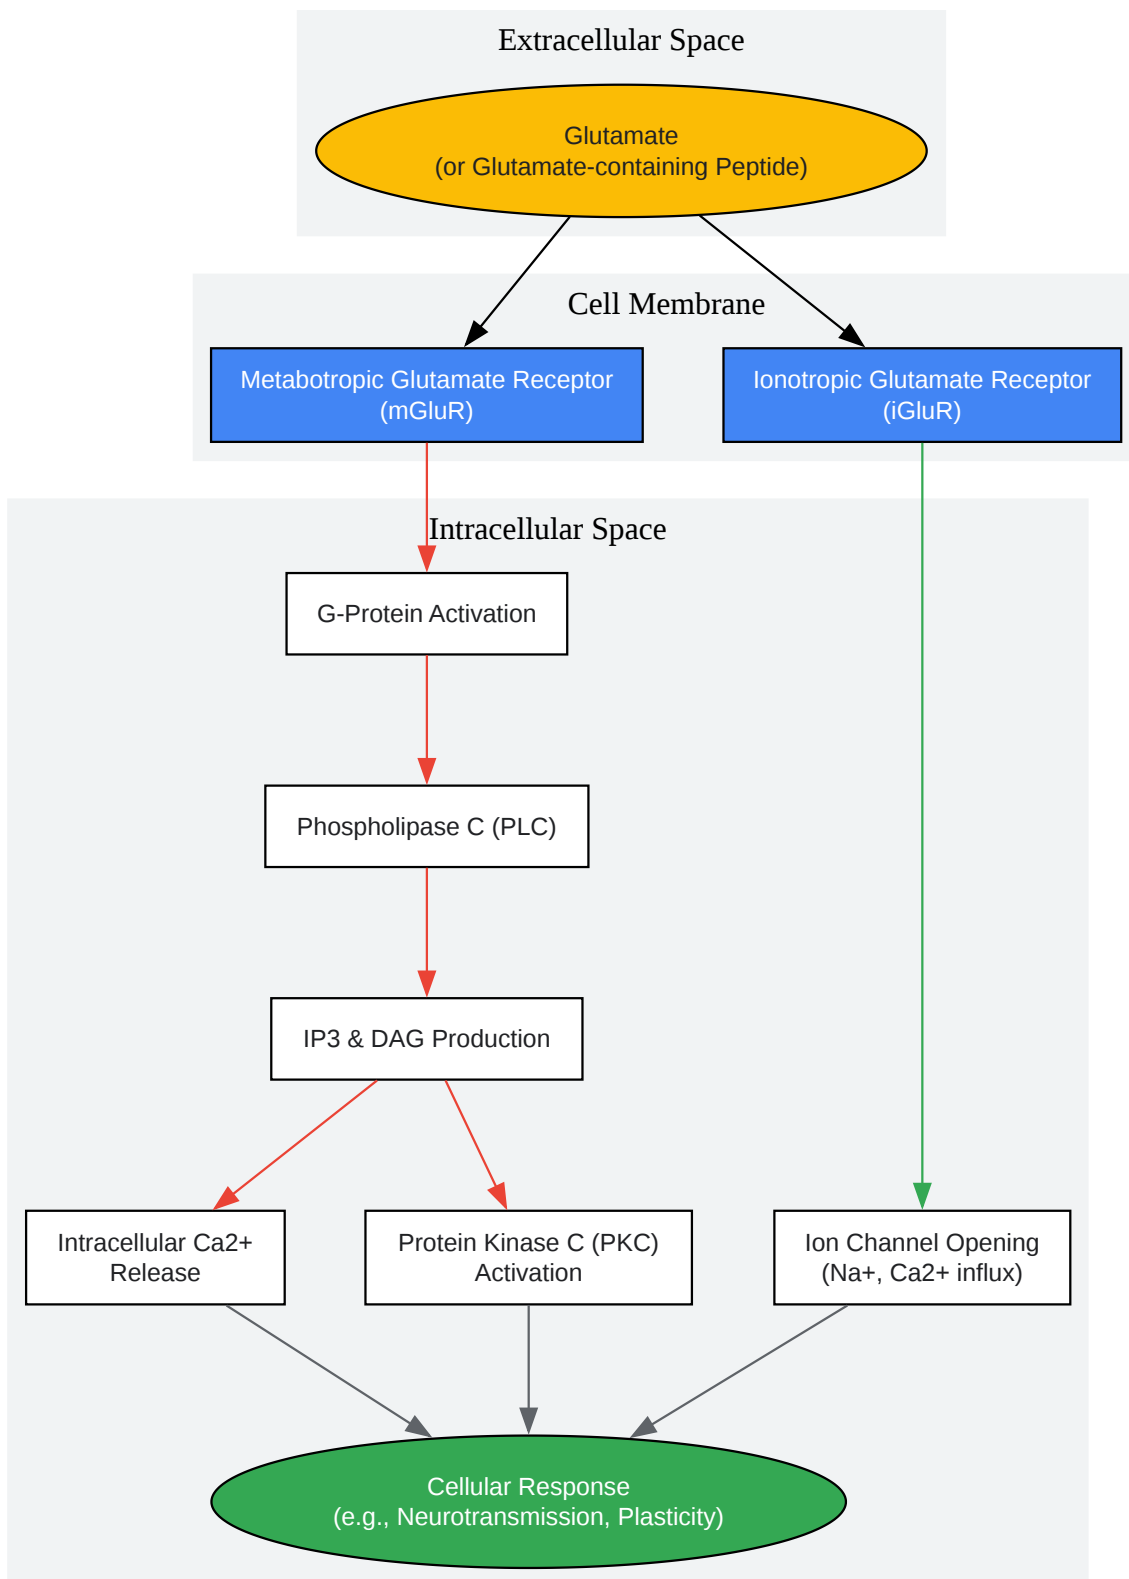 Extracellular Space
Glutamate
(or Glutamate-containing Peptide)
Cell Membrane
Metabotropic Glutamate Receptor
(mGluR)
Ionotropic Glutamate Receptor
(iGluR)
Intracellular Space
G-Protein Activation
Phospholipase C (PLC)
IP3 & DAG Production
Intracellular Ca2+
Release
Protein Kinase C (PKC)
Activation
Ion Channel Opening
(Na+, Ca2+ influx)
Cellular Response
(e.g., Neurotransmission, Plasticity)